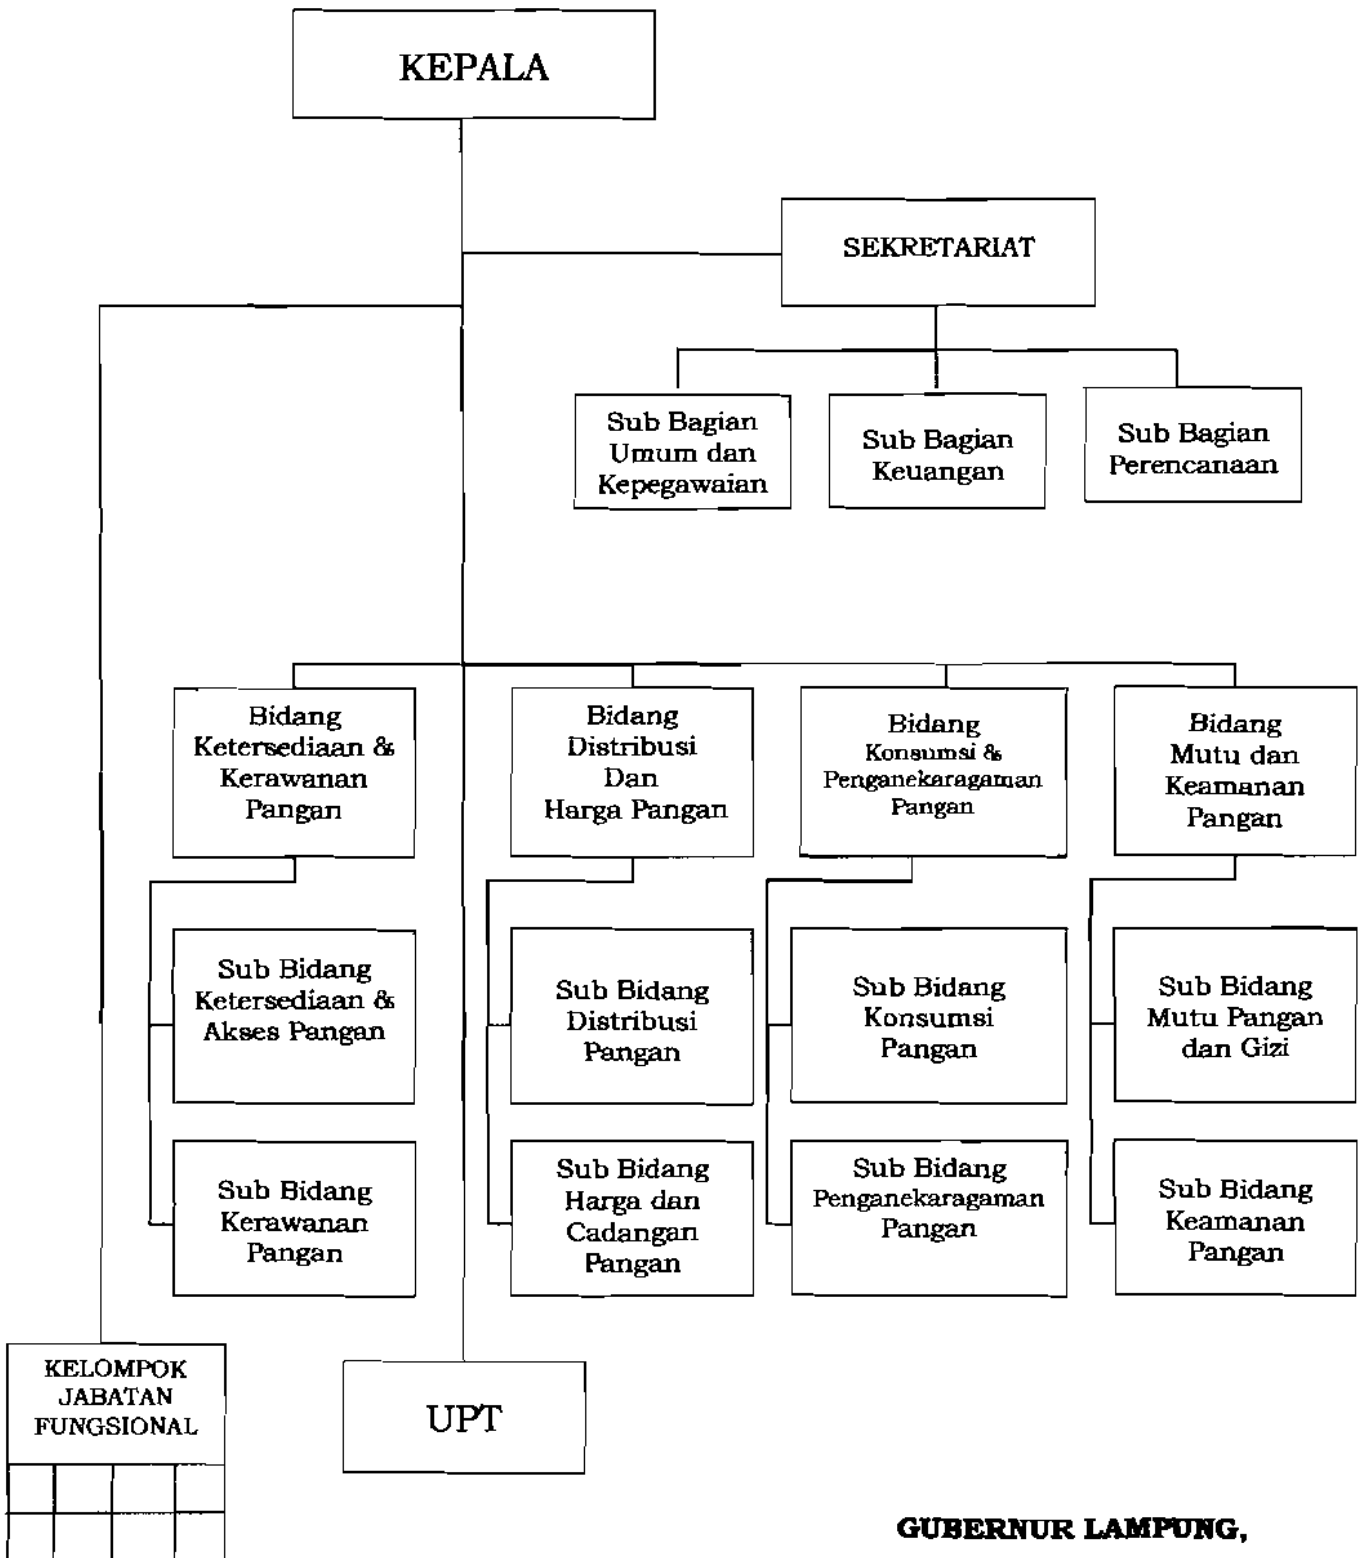 KEPALA
SEKRETARIAT
Sub Bagian
Umum dan
Kepegawaian
Sub Bagian
Keuangan
Sub Bagian
Perencanaan
Bidang
Ketersediaan &
Kerawanan
Pangan
Bidang
Distribusi
Dan
Harga Pangan
Bidang
Konsumsi &
Penganekaragaman
Pangan
Bidang
Mutu dan
Keamanan
Pangan
Sub Bidang
Ketersediaan &
Akses Pangan
Sub Bidang
Distribusi
Pangan
Sub Bidang
Konsumsi
Pangan
Sub Bidang
Mutu Pangan
dan Gizi
Sub Bidang
Kerawanan
Pangan
Sub Bidang
Harga dan
Cadangan
Pangan
Sub Bidang
Penganekaragaman
Pangan
Sub Bidang
Keamanan
Pangan
KELOMPOK
JABATAN
FUNGSIONAL
UPT
GUBERNUR LAMPUNG,